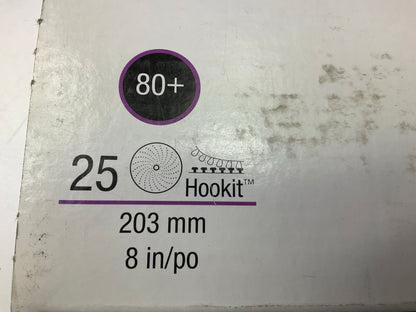 80+
25 Hookit™
203 mm
8 in/po